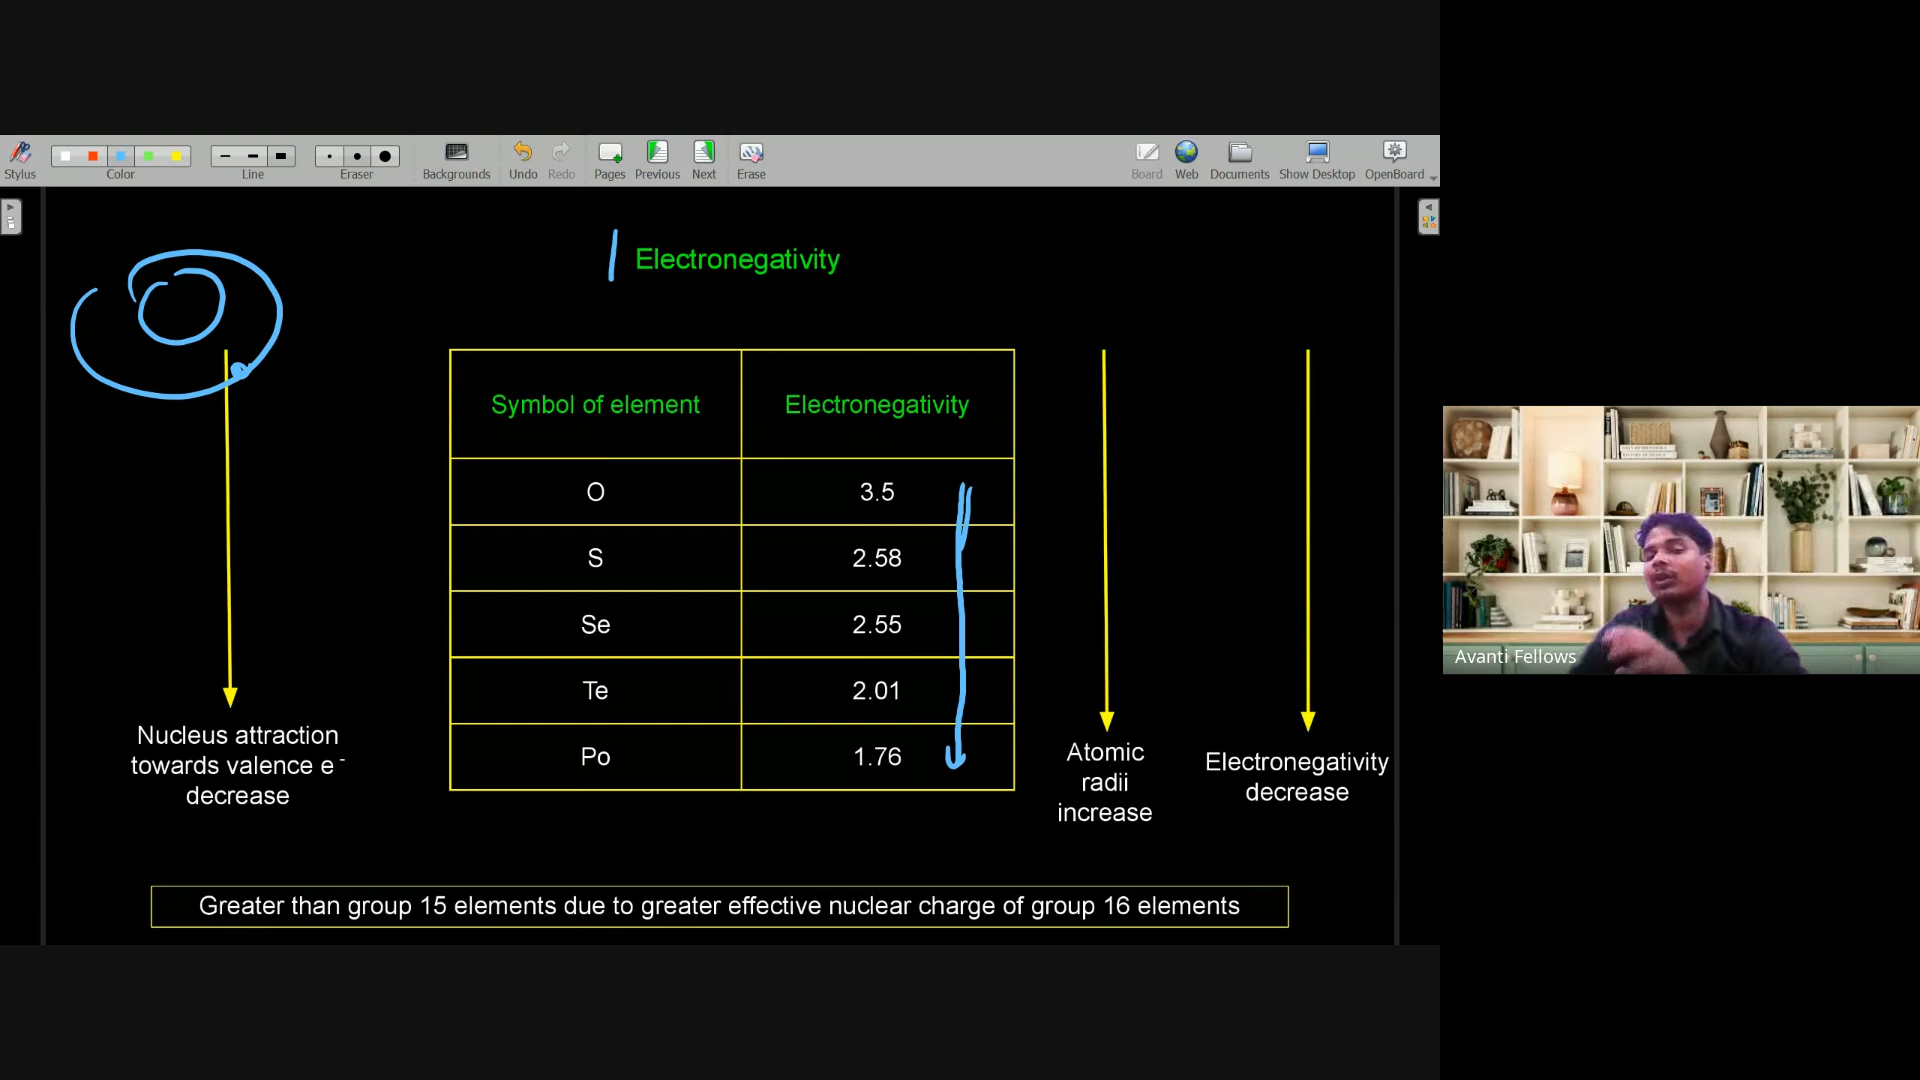 Stylus
Color
Line
Eraser
Backgrounds
Undo
Redo
Pages
Previous
Next
Erase
Board
Web
Documents
Show Desktop
OpenBoard
Electronegativity
Symbol of element Electronegativity
O 3.5
S 2.58
Se 2.55
Te 2.01
Po 1.76
Nucleus attraction
towards valence e⁻
decrease
Atomic
radii
increase
Electronegativity
decrease
Greater than group 15 elements due to greater effective nuclear charge of group 16 elements
Avanti Fellows